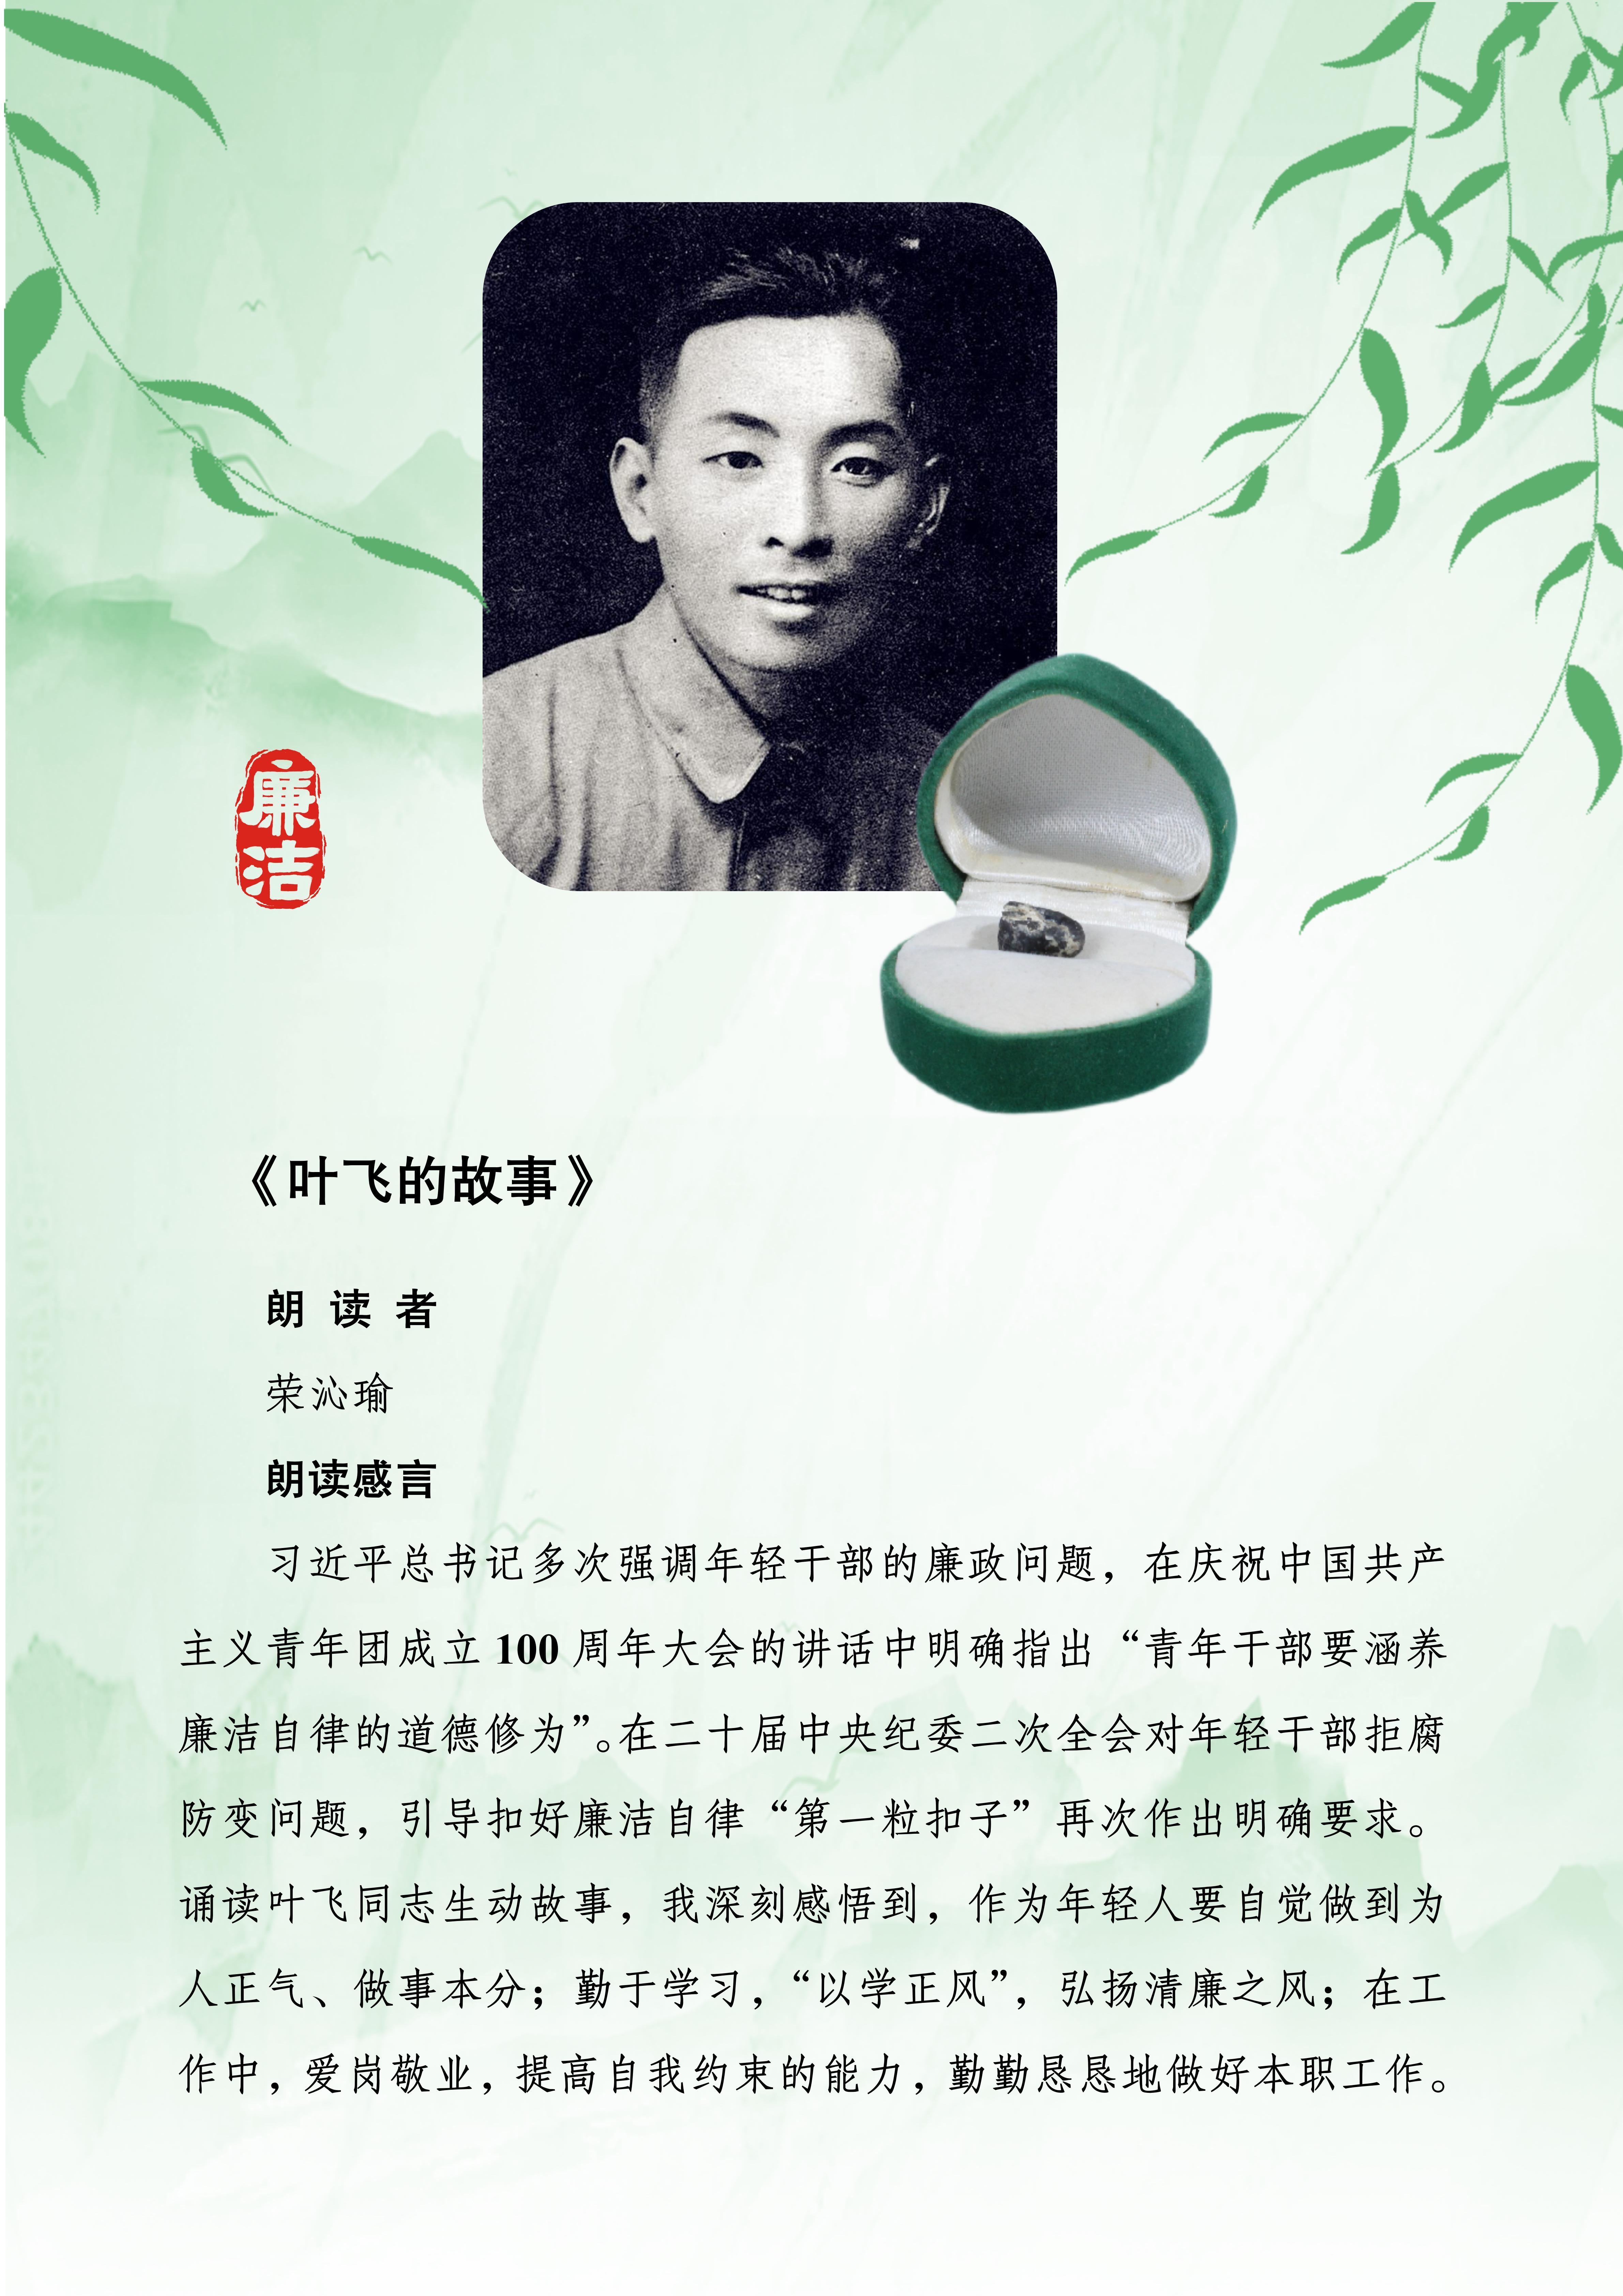 廉
洁
《叶飞的故事》
朗 读 者
荣沁瑜
朗读感言
习近平总书记多次强调年轻干部的廉政问题，在庆祝中国共产
主义青年团成立 100 周年大会的讲话中明确指出“青年干部要涵养
廉洁自律的道德修为”。在二十届中央纪委二次全会对年轻干部拒腐
防变问题，引导扣好廉洁自律“第一粒扣子”再次作出明确要求。
诵读叶飞同志生动故事，我深刻感悟到，作为年轻人要自觉做到为
人正气、做事本分；勤于学习，“以学正风”，弘扬清廉之风；在工
作中，爱岗敬业，提高自我约束的能力，勤勤恳恳地做好本职工作。